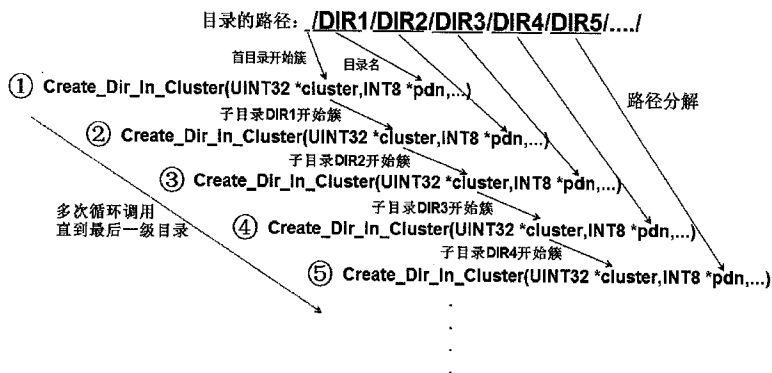 目录的路径： /DIR1/DIR2/DIR3/DIR4/DIR5/..../
首目录开始簇 目录名
① Create_Dir_In_Cluster(UINT32 *cluster,INT8 *pdn,...)
路径分解
子目录DIR1开始簇
② Create_Dir_In_Cluster(UINT32 *cluster,INT8 *pdn,...)
子目录DIR2开始簇
③ Create_Dir_In_Cluster(UINT32 *cluster,INT8 *pdn,...)
多次循环调用
直到最后一级目录
子目录DIR3开始簇
④ Create_Dir_In_Cluster(UINT32 *cluster,INT8 *pdn,...)
子目录DIR4开始簇
⑤ Create_Dir_In_Cluster(UINT32 *cluster,INT8 *pdn,...)